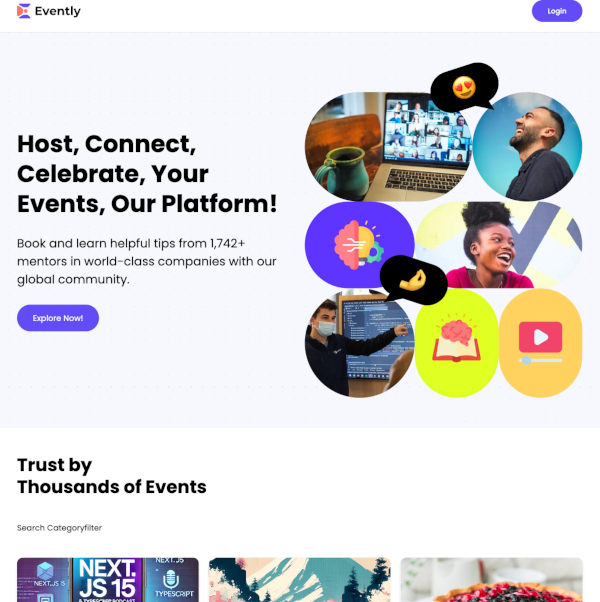 Evently
Login
Host, Connect,
Celebrate, Your
Events, Our Platform!
Book and learn helpful tips from 1,742+
mentors in world-class companies with our
global community.
Explore Now!
Trust by
Thousands of Events
Search Categoryfilter
NEXT.JS 15
NEXT.
JS 15
& TYPESCRIPT PODCAST
NEXT.JS
TYPESCRIPT